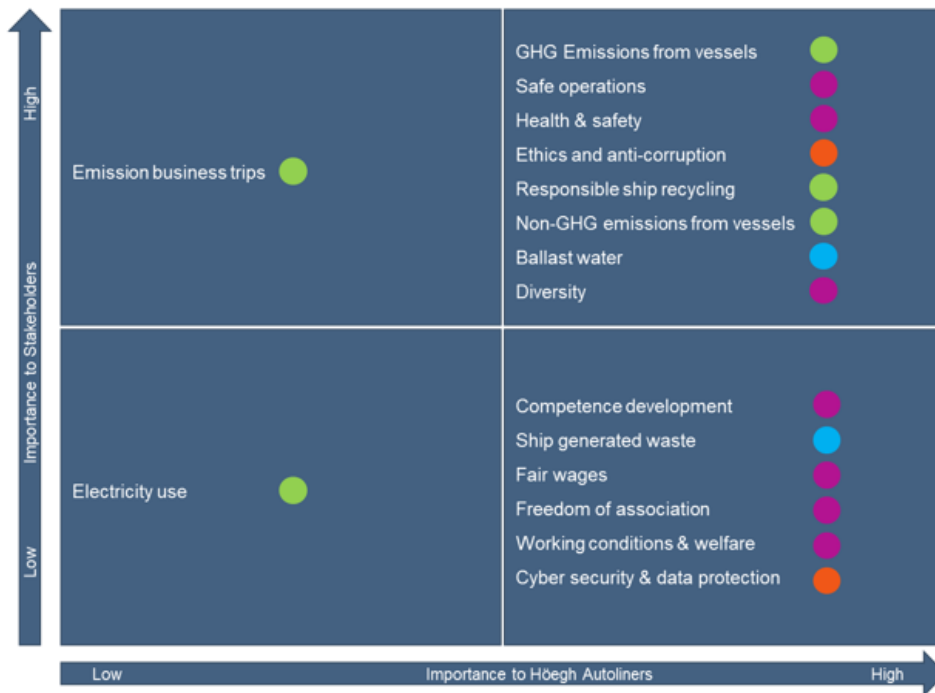 High
Importance to Stakeholders
Low
Emission business trips
GHG Emissions from vessels
Safe operations
Health & safety
Ethics and anti-corruption
Responsible ship recycling
Non-GHG emissions from vessels
Ballast water
Diversity
Electricity use
Competence development
Ship generated waste
Fair wages
Freedom of association
Working conditions & welfare
Cyber security & data protection
Low
Importance to Höegh Autoliners
High